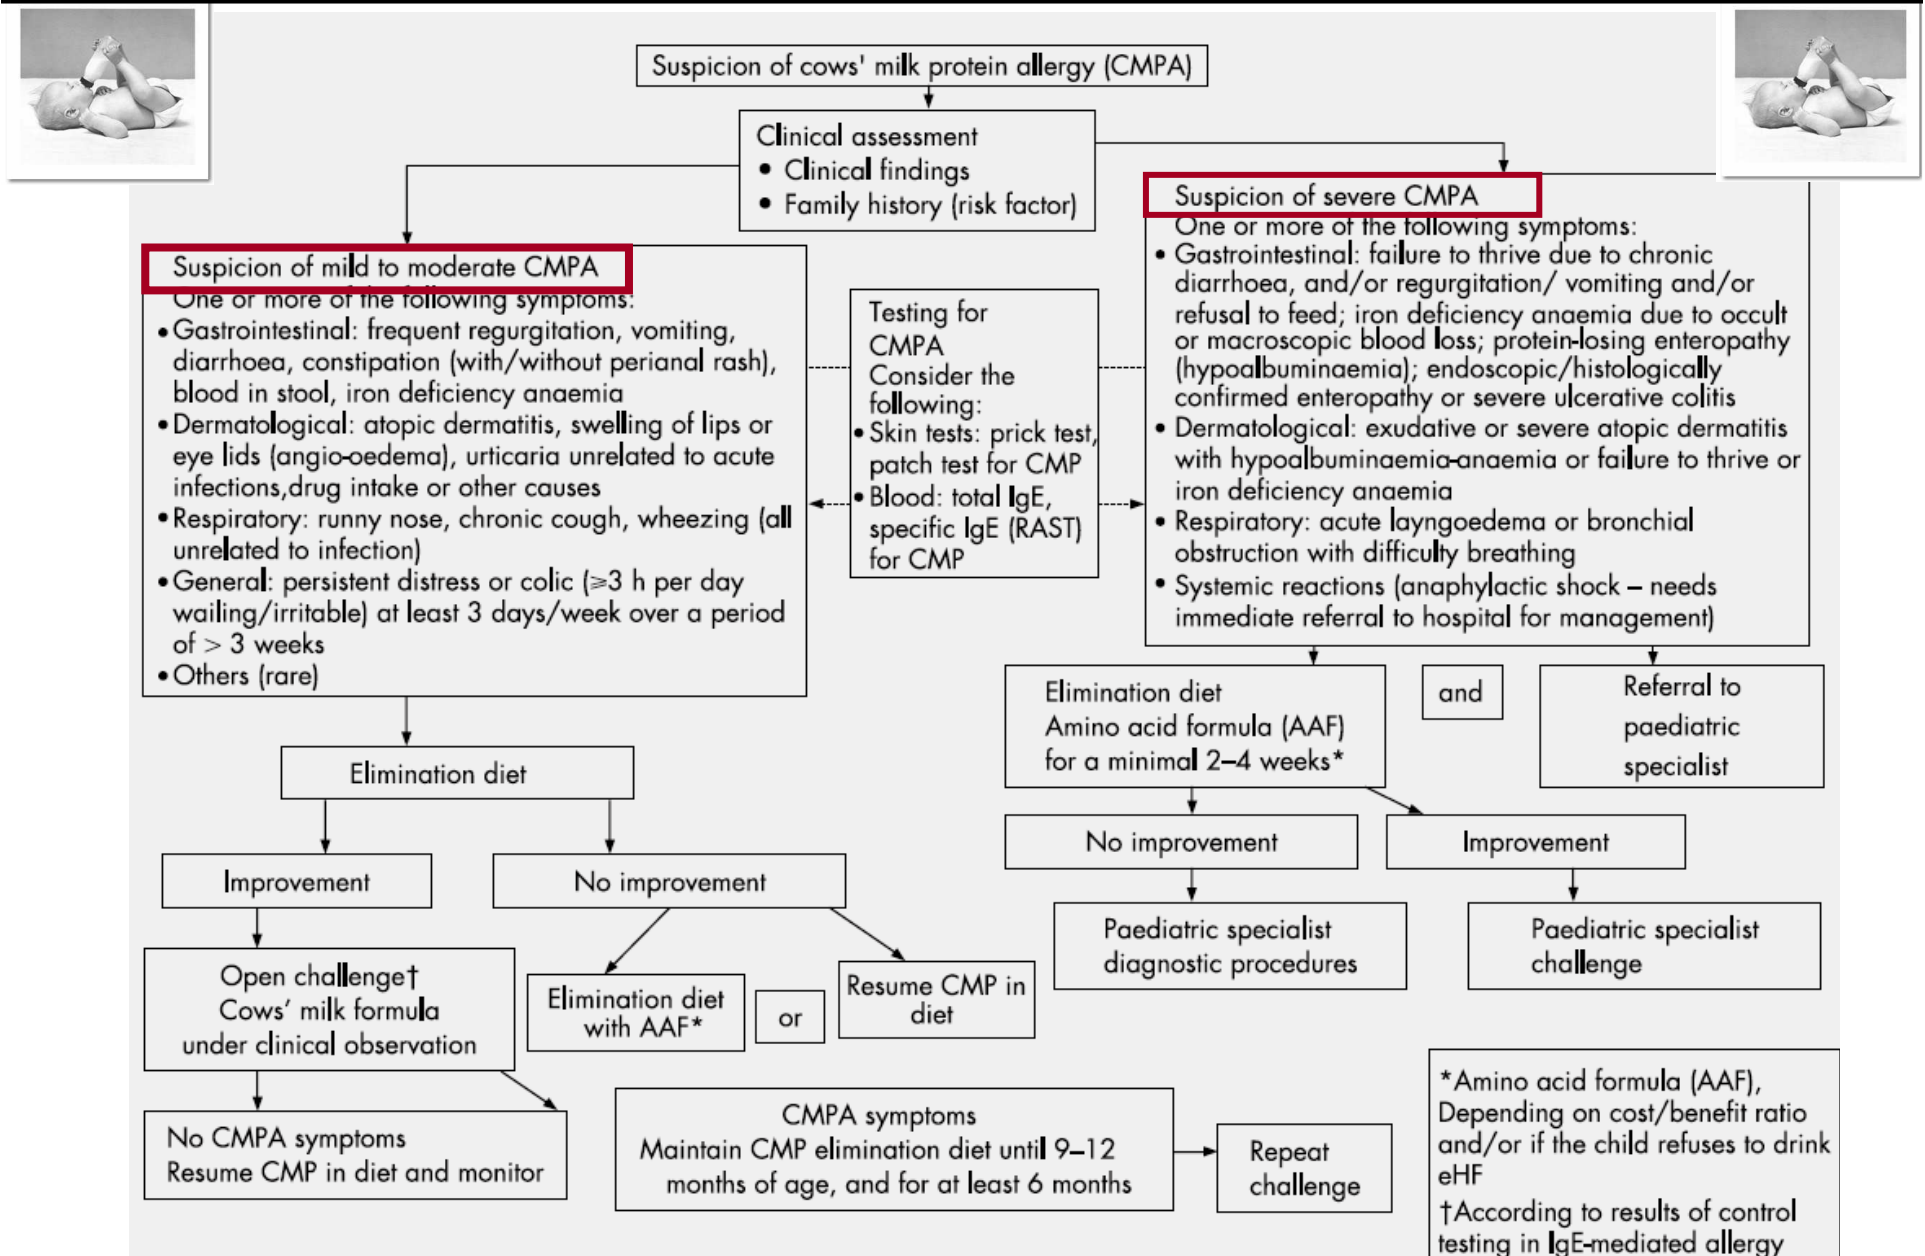 Suspicion of cows' milk protein allergy (CMPA)
Clinical assessment
• Clinical findings
• Family history (risk factor)
Suspicion of mild to moderate CMPA
One or more of the following symptoms:
• Gastrointestinal: frequent regurgitation, vomiting,
diarrhoea, constipation (with/without perianal rash),
blood in stool, iron deficiency anaemia
• Dermatological: atopic dermatitis, swelling of lips or
eye lids (angio-oedema), urticaria unrelated to acute
infections,drug intake or other causes
• Respiratory: runny nose, chronic cough, wheezing (all
unrelated to infection)
• General: persistent distress or colic (≥3 h per day
wailing/irritable) at least 3 days/week over a period
of > 3 weeks
• Others (rare)
Testing for
CMPA
Consider the
following:
• Skin tests: prick test,
patch test for CMP
• Blood: total IgE,
specific IgE (RAST)
for CMP
Suspicion of severe CMPA
One or more of the following symptoms:
• Gastrointestinal: failure to thrive due to chronic
diarrhoea, and/or regurgitation/ vomiting and/or
refusal to feed; iron deficiency anaemia due to occult
or macroscopic blood loss; protein-losing enteropathy
(hypoalbuminaemia); endoscopic/histologically
confirmed enteropathy or severe ulcerative colitis
• Dermatological: exudative or severe atopic dermatitis
with hypoalbuminaemia-anaemia or failure to thrive or
iron deficiency anaemia
• Respiratory: acute layngoedema or bronchial
obstruction with difficulty breathing
• Systemic reactions (anaphylactic shock – needs
immediate referral to hospital for management)
Elimination diet
Improvement
No improvement
Open challenge†
Cows' milk formula
under clinical observation
Elimination diet
with AAF*
or
Resume CMP in
diet
No CMPA symptoms
Resume CMP in diet and monitor
CMPA symptoms
Maintain CMP elimination diet until 9–12
months of age, and for at least 6 months
Repeat
challenge
Elimination diet
Amino acid formula (AAF)
for a minimal 2–4 weeks*
and
Referral to
paediatric
specialist
No improvement
Improvement
Paediatric specialist
diagnostic procedures
Paediatric specialist
challenge
*Amino acid formula (AAF),
Depending on cost/benefit ratio
and/or if the child refuses to drink
eHF
†According to results of control
testing in IgE-mediated allergy